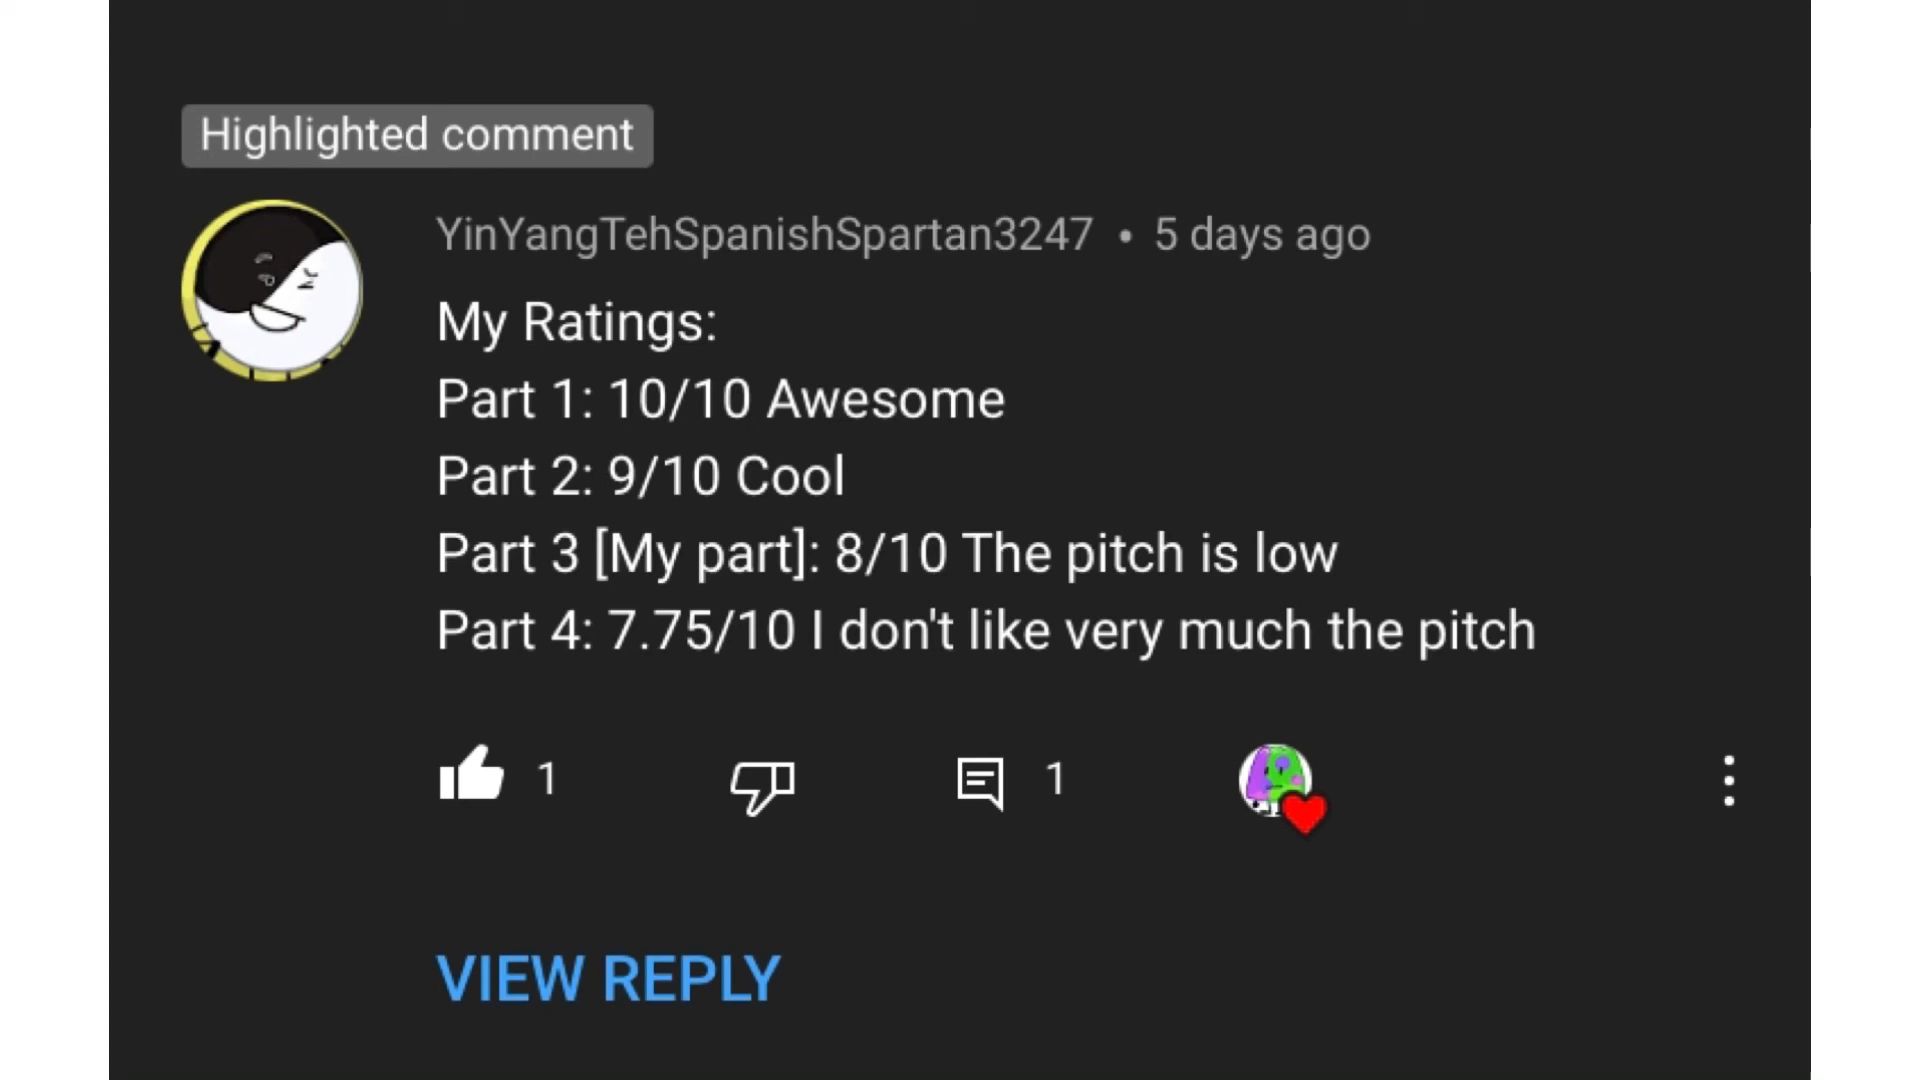 Highlighted comment
YinYangTehSpanishSpartan3247 • 5 days ago
My Ratings:
Part 1: 10/10 Awesome
Part 2: 9/10 Cool
Part 3 [My part]: 8/10 The pitch is low
Part 4: 7.75/10 I don't like very much the pitch
1 1
VIEW REPLY